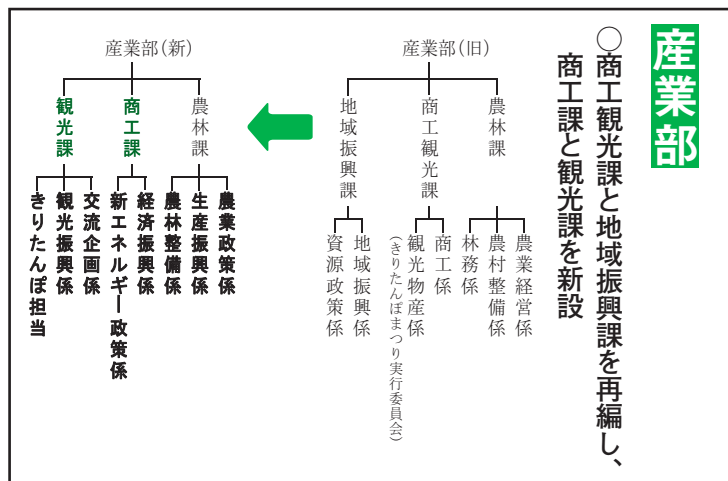 産業部
○商工観光課と地域振興課を再編し、
商工課と観光課を新設
産業部(旧)
農林課
農業経営係
農村整備係
林務係
商工観光課
商工係
観光物産係
(きりたんぽまつり実行委員会)
地域振興課
地域振興係
資源政策係
産業部(新)
農林課
農業政策係
生産振興係
農林整備係
商工課
経済振興係
新エネルギー政策係
観光課
交流企画係
観光振興係
きりたんぽ担当